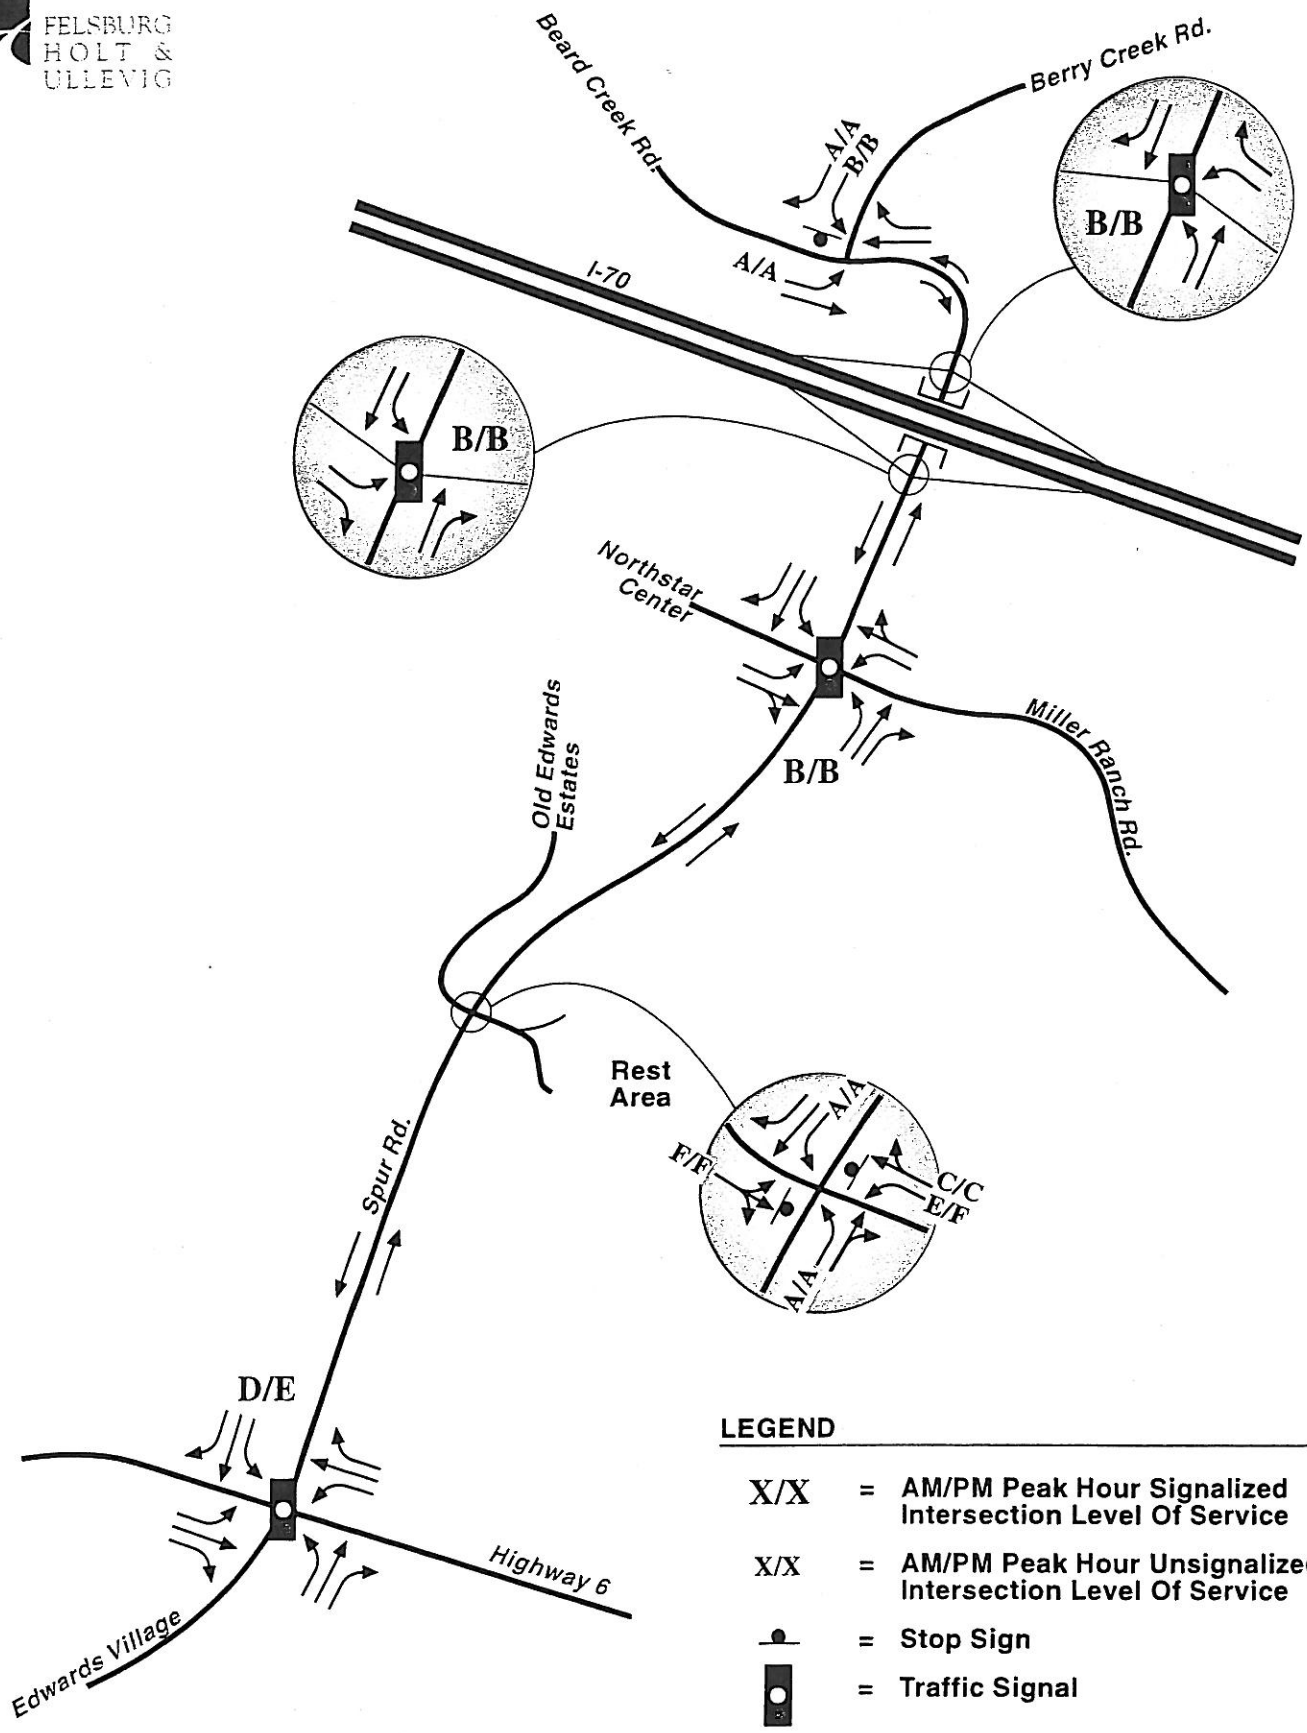 FELSBURG
HOLT &
ULLEVIG
Beard Creek Rd.
Berry Creek Rd.
A/A
B/B
B/B
A/A
I-70
B/B
Northstar
Center
Miller Ranch Rd.
B/B
Old Edwards
Estates
Rest
Area
A/A
F/F
C/C
E/F
A/A
Spur Rd.
D/E
Highway 6
Edwards Village
LEGEND
X/X = AM/PM Peak Hour Signalized
Intersection Level Of Service
X/X = AM/PM Peak Hour Unsignalized
Intersection Level Of Service
= Stop Sign
= Traffic Signal